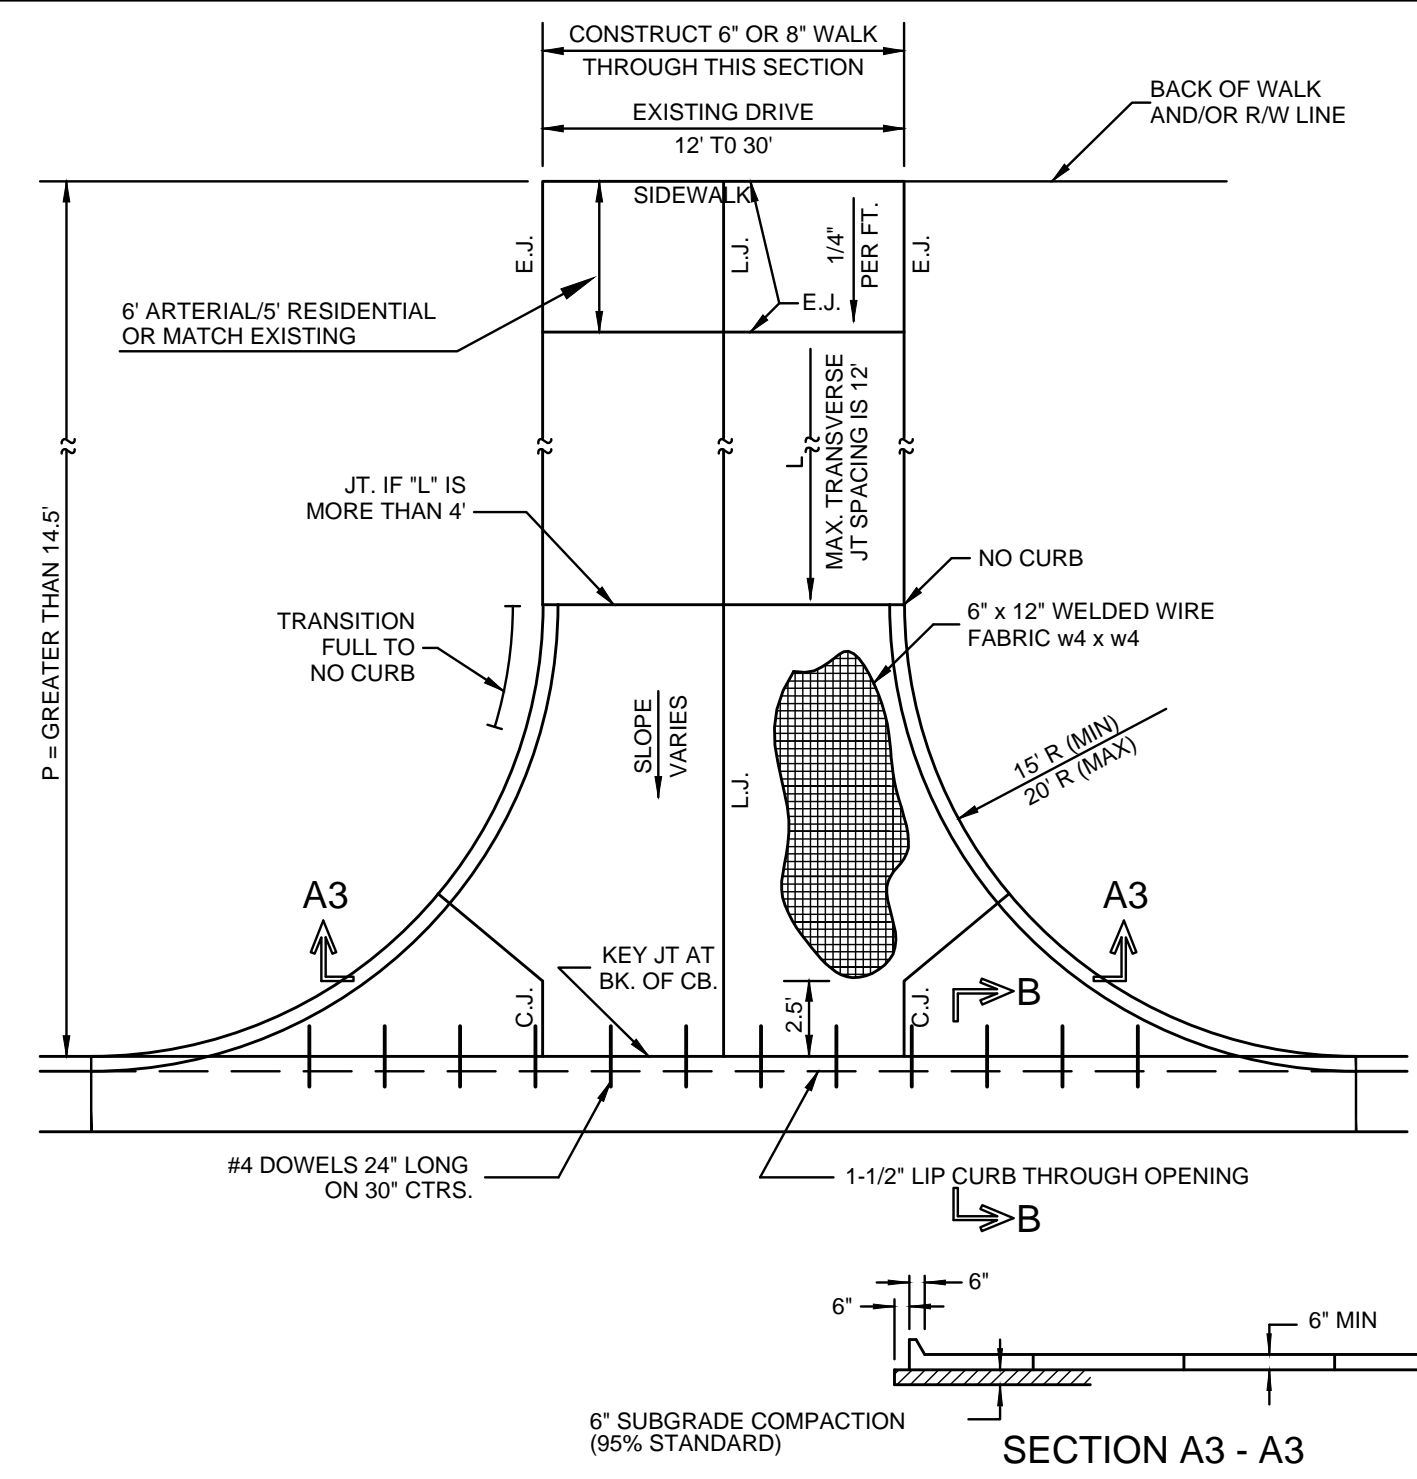 CONSTRUCT 6" OR 8" WALK
THROUGH THIS SECTION
EXISTING DRIVE
12' T0 30'
BACK OF WALK
AND/OR R/W LINE
SIDEWALK
E.J.
L.J.
1/4"
PER FT.
E.J.
E.J.
6' ARTERIAL/5' RESIDENTIAL
OR MATCH EXISTING
L
MAX. TRANSVERSE
JT SPACING IS 12'
P = GREATER THAN 14.5'
JT. IF "L" IS
MORE THAN 4'
NO CURB
TRANSITION
FULL TO
NO CURB
6" x 12" WELDED WIRE
FABRIC w4 x w4
SLOPE
VARIES
L.J.
15' R (MIN)
20' R (MAX)
A3
A3
KEY JT AT
BK. OF CB.
C.J.
2.5'
C.J.
B
#4 DOWELS 24" LONG
ON 30" CTRS.
1-1/2" LIP CURB THROUGH OPENING
B
6"
6"
6" MIN
6" SUBGRADE COMPACTION
(95% STANDARD)
SECTION A3 - A3